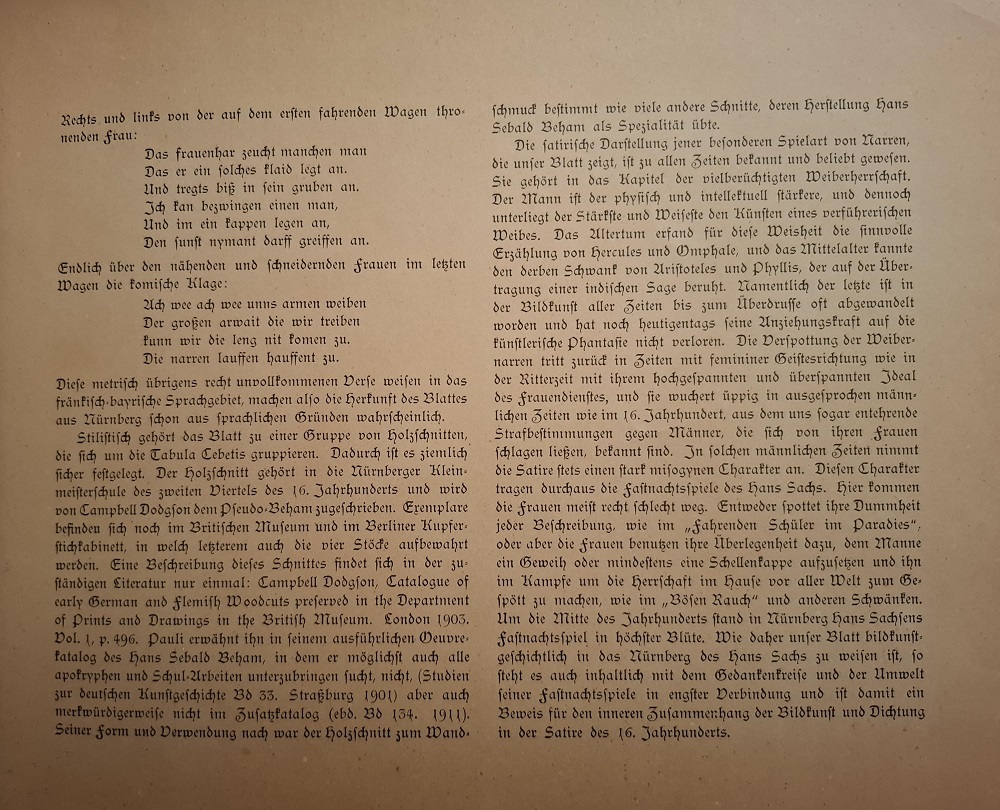 Rechts und links von der auf dem ersten fahrenden Wagen thro-
nenden Frau:
Das frauenhar zeucht manchen man
Das er ein solches klaid legt an.
Und tregts biß in sein gruben an.
Ich kan bezwingen einen man,
Und im ein kappen legen an,
Den sunst nymant darff greiffen an.
Endlich über den nähenden und schneidernden Frauen im letzten
Wagen die komische Klage:
Ach wee ach wee unns armen weiben
Der großen arwait die wir treiben
kunn wir die leng nit komen zu.
Die narren lauffen hauffent zu.
Diese metrisch übrigens recht unvollkommenen Verse weisen in das
fränkisch-bayrische Sprachgebiet, machen also die Herkunft des Blattes
aus Nürnberg schon aus sprachlichen Gründen wahrscheinlich.
Stilistisch gehört das Blatt zu einer Gruppe von Holzschnitten,
die sich um die Tabula Cebetis gruppieren. Dadurch ist es ziemlich
sicher festgelegt. Der Holzschnitt gehört in die Nürnberger Klein-
meisterschule des zweiten Viertels des 16. Jahrhunderts und wird
von Campbell Dodgson dem Pseudo-Beham zugeschrieben. Exemplare
befinden sich noch im Britischen Museum und im Berliner Kupfer-
stichkabinett, in welch letzterem auch die vier Stöcke aufbewahrt
werden. Eine Beschreibung dieses Schnittes findet sich in der zu-
ständigen Literatur nur einmal: Campbell Dodgson, Catalogue of
early German and Flemish Woodcuts preserved in the Department
of Prints and Drawings in the British Museum. London 1903.
Vol. 1, p. 496. Pauli erwähnt ihn in seinem ausführlichen Oeuvre-
katalog des Hans Sebald Beham, in dem er möglichst auch alle
apokryphen und Schul-Arbeiten unterzubringen sucht, nicht, (Studien
zur deutschen Kunstgeschichte Bd 33. Straßburg 1901) aber auch
merkwürdigerweise nicht im Zusatzkatalog (ebd. Bd 134. 1911).
Seiner Form und Verwendung nach war der Holzschnitt zum Wand-
schmuck bestimmt wie viele andere Schnitte, deren Herstellung Hans
Sebald Beham als Spezialität übte.
Die satirische Darstellung jener besonderen Spielart von Narren,
die unser Blatt zeigt, ist zu allen Zeiten bekannt und beliebt gewesen.
Sie gehört in das Kapitel der vielberüchtigten Weiberherrschaft.
Der Mann ist der physisch und intellektuell stärkere, und dennoch
unterliegt der Stärkste und Weiseste den Künsten eines verführerischen
Weibes. Das Altertum erfand für diese Weisheit die sinnvolle
Erzählung von Hercules und Omphale, und das Mittelalter kannte
den derben Schwank von Aristoteles und Phyllis, der auf der Über-
tragung einer indischen Sage beruht. Namentlich der letzte ist in
der Bildkunst aller Zeiten bis zum Überdrusse oft abgewandelt
worden und hat noch heutigentags seine Anziehungskraft auf die
künstlerische Phantasie nicht verloren. Die Verspottung der Weiber-
narren tritt zurück in Zeiten mit femininer Geistesrichtung wie in
der Ritterzeit mit ihrem hochgespannten und überspannten Ideal
des Frauendienstes, und sie wuchert üppig in ausgesprochen männ-
lichen Zeiten wie im 16. Jahrhundert, aus dem uns sogar entehrende
Strafbestimmungen gegen Männer, die sich von ihren Frauen
schlagen ließen, bekannt sind. In solchen männlichen Zeiten nimmt
die Satire stets einen stark misogynen Charakter an. Diesen Charakter
tragen durchaus die Fastnachtsspiele des Hans Sachs. Hier kommen
die Frauen meist recht schlecht weg. Entweder spottet ihre Dummheit
jeder Beschreibung, wie im „Fahrenden Schüler im Paradies“,
oder aber die Frauen benutzen ihre Überlegenheit dazu, dem Manne
ein Geweih oder mindestens eine Schellenkappe aufzusetzen und ihn
im Kampfe um die Herrschaft im Hause vor aller Welt zum Ge-
spött zu machen, wie im „Bösen Rauch“ und anderen Schwänken.
Um die Mitte des Jahrhunderts stand in Nürnberg Hans Sachsens
Fastnachtsspiel in höchster Blüte. Wie daher unser Blatt bildkunst-
geschichtlich in das Nürnberg des Hans Sachs zu weisen ist, so
steht es auch inhaltlich mit dem Gedankenkreise und der Umwelt
seiner Fastnachtsspiele in engster Verbindung und ist damit ein
Beweis für den inneren Zusammenhang der Bildkunst und Dichtung
in der Satire des 16. Jahrhunderts.